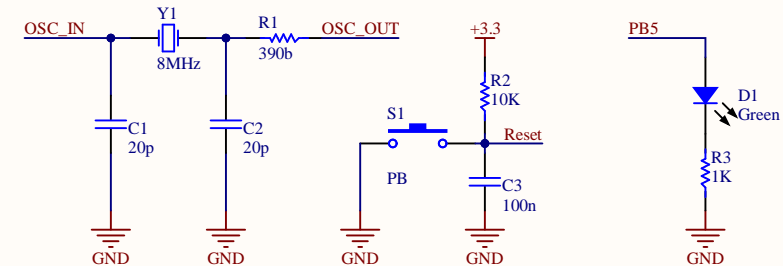 OSC_IN
Y1
8MHz
R1
390b
OSC_OUT
C1
20p
C2
20p
GND
GND
+3.3
R2
10K
S1
PB
Reset
C3
100n
GND
GND
PB5
D1
Green
R3
1K
GND